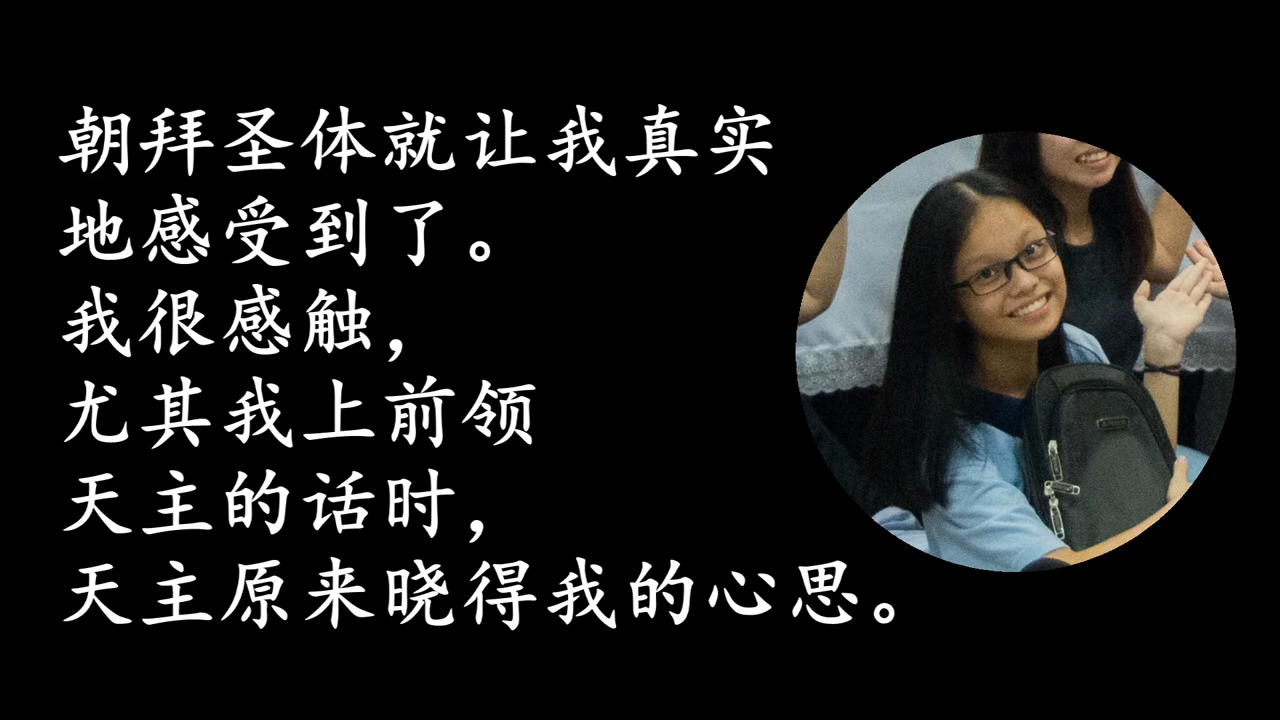 朝拜圣体就让我真实
地感受到了。
我很感触，
尤其我上前领
天主的话时，
天主原来晓得我的心思。